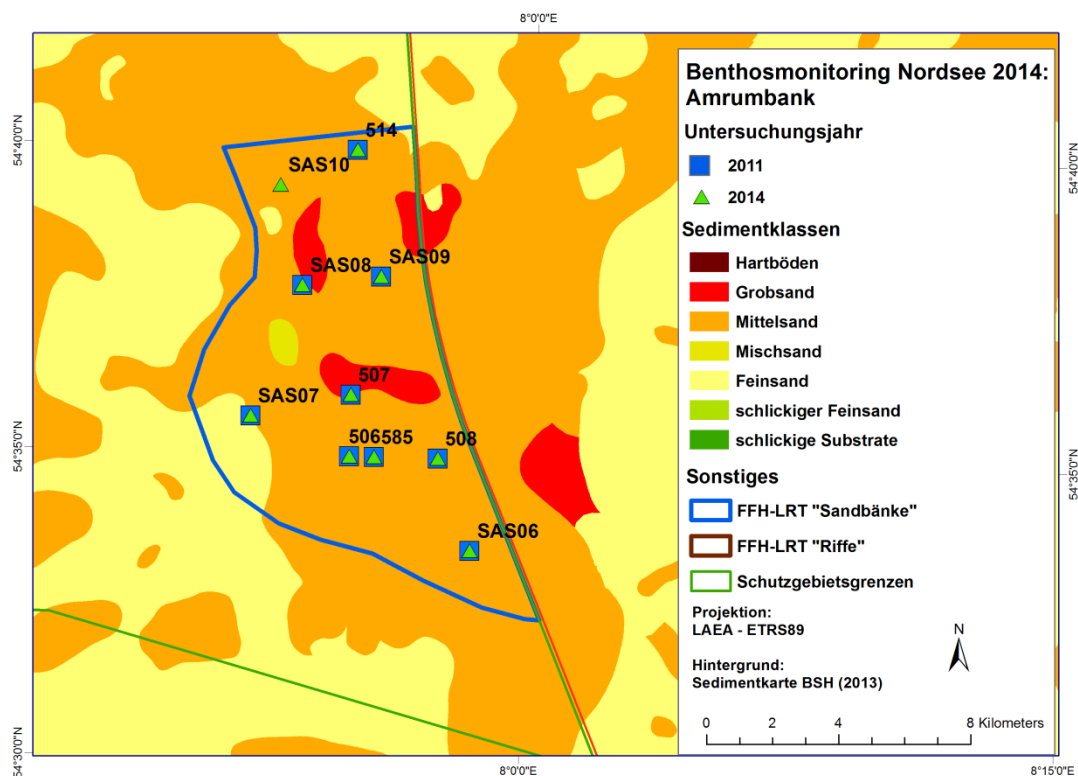 8°0'0"E
Benthosmonitoring Nordsee 2014:
Amrumbank
Untersuchungsjahr
2011
2014
Sedimentklassen
Hartböden
Grobsand
Mittelsand
Mischsand
Feinsand
schlickiger Feinsand
schlickige Substrate
Sonstiges
FFH-LRT "Sandbänke"
FFH-LRT "Riffe"
Schutzgebietsgrenzen
Projektion:
LAEA - ETRS89
Hintergrund:
Sedimentkarte BSH (2013)
N
0 2 4 8 Kilometers
514
SAS10
SAS09
SAS08
507
SAS07
506 585 508
SAS06
54°40'0"N
54°35'0"N
54°30'0"N
54°40'0"N
54°35'0"N
8°0'0"E
8°15'0"E